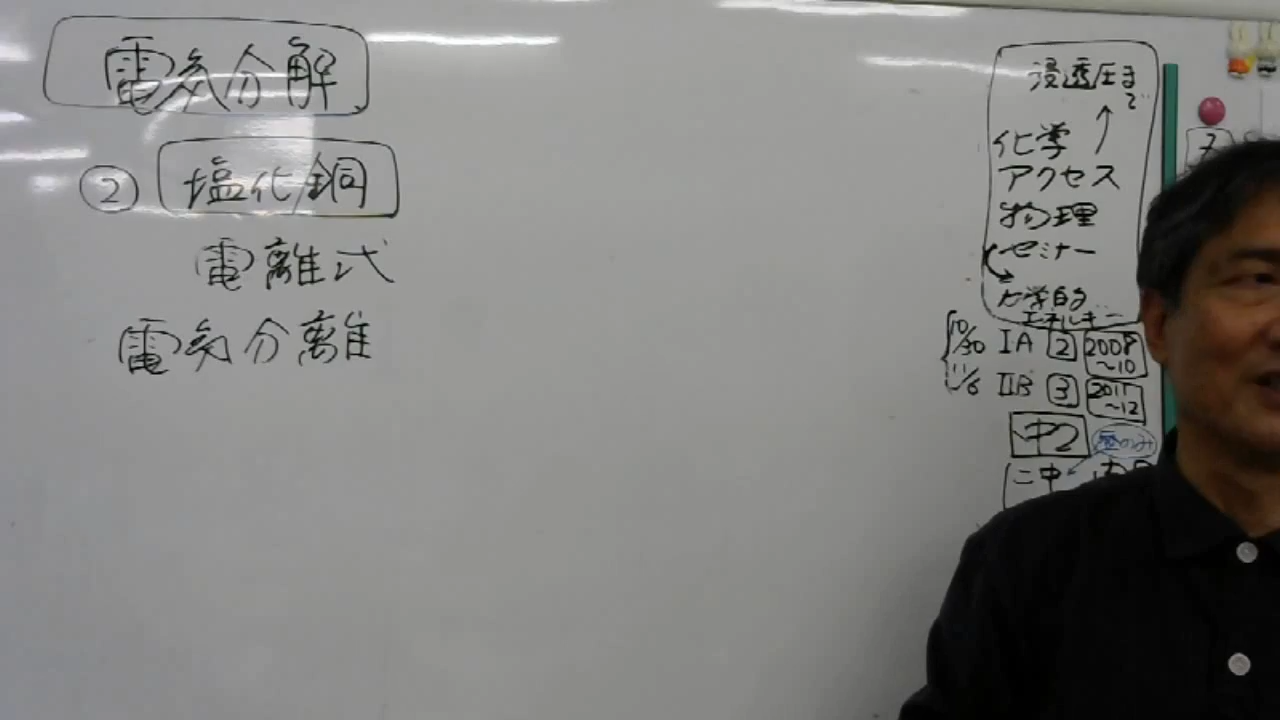 電気分解
② 塩化銅
電離式
電気分離
浸透圧まで
化学
アクセス
物理
セミナー
化学的
エネルギー
10/30 IA 2 2008～10
11/6 IIB 3 2011～12
中2
二中
7